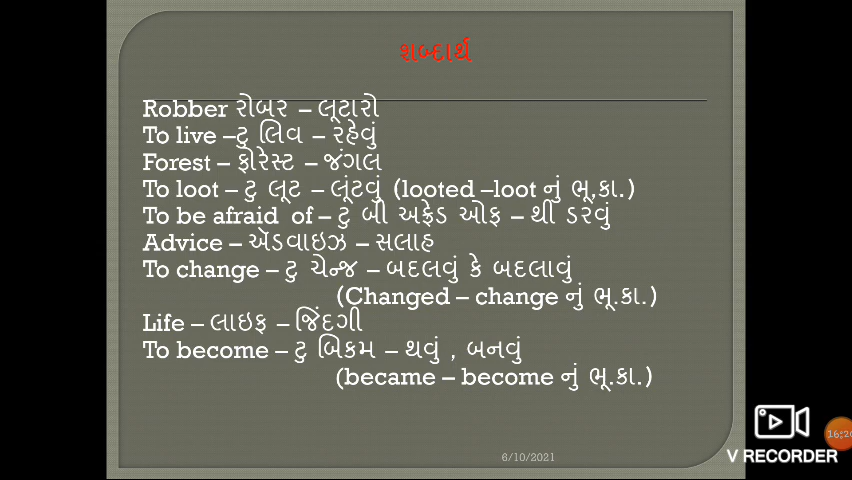 શબ્દાર્થ
Robber રોબર – લૂટારો
To live –ટુ લિવ – રહેવું
Forest – ફોરેસ્ટ – જંગલ
To loot – ટુ લૂટ – લૂંટવું (looted –loot નું ભૂ.કા.)
To be afraid of – ટુ બી અફ્રેડ ઓફ – થી ડરવું
Advice – ઍડવાઇઝ – સલાહ
To change – ટુ ચેન્જ – બદલવું કે બદલાવું
(Changed – change નું ભૂ.કા.)
Life – લાઇફ – જિંદગી
To become – ટુ બિકમ – થવું , બનવું
(became – become નું ભૂ.કા.)
6/10/2021
V RECORDER